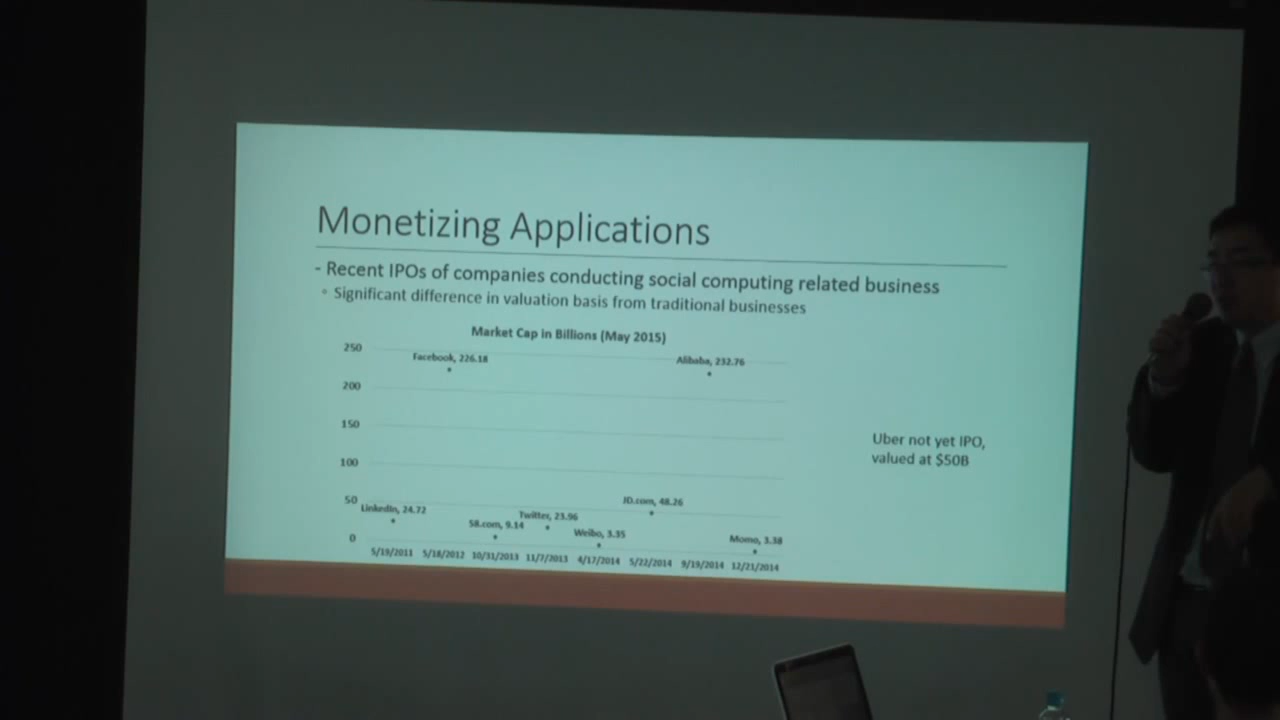 Monetizing Applications
- Recent IPOs of companies conducting social computing related business
° Significant difference in valuation basis from traditional businesses
Market Cap in Billions (May 2015)
250
Facebook, 226.18
Alibaba, 232.76
200
150
Uber not yet IPO,
valued at $50B
100
50
LinkedIn, 24.72
58.com, 9.14
Twitter, 23.96
Weibo, 3.35
JD.com, 48.26
Momo, 3.38
0
5/19/2011 5/18/2012 10/31/2013 11/7/2013 4/17/2014 5/22/2014 9/19/2014 12/21/2014